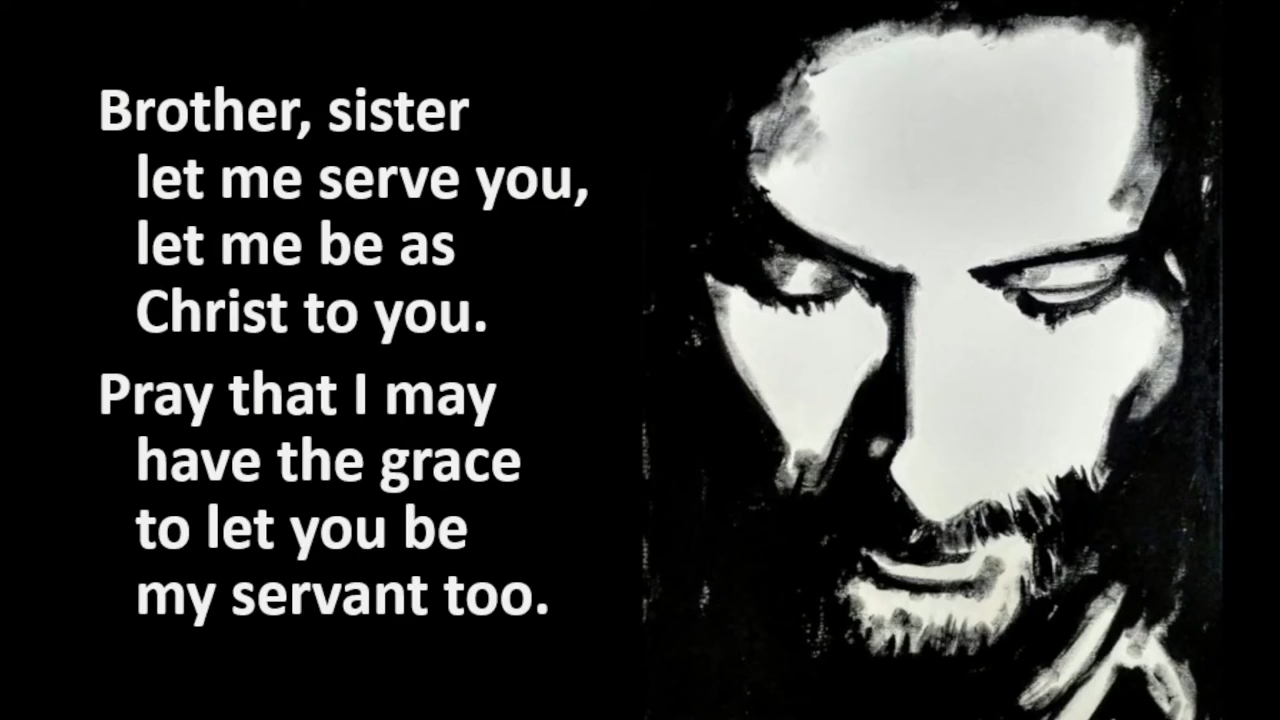 Brother, sister
let me serve you,
let me be as
Christ to you.
Pray that I may
have the grace
to let you be
my servant too.